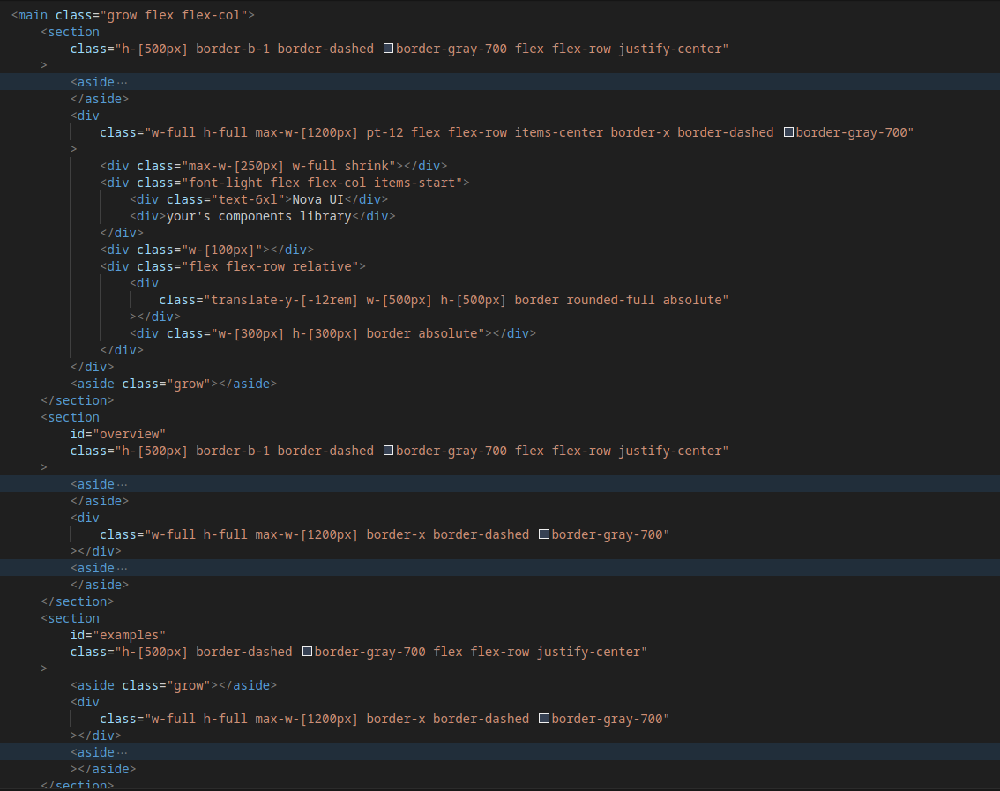 <main class="grow flex flex-col">
<section
class="h-[500px] border-b-1 border-dashed border-gray-700 flex flex-row justify-center"
>
<aside ···
</aside>
<div
class="w-full h-full max-w-[1200px] pt-12 flex flex-row items-center border-x border-dashed border-gray-700"
>
<div class="max-w-[250px] w-full shrink"></div>
<div class="font-light flex flex-col items-start">
<div class="text-6xl">Nova UI</div>
<div>your's components library</div>
</div>
<div class="w-[100px]"></div>
<div class="flex flex-row relative">
<div
class="translate-y-[-12rem] w-[500px] h-[500px] border rounded-full absolute"
></div>
<div class="w-[300px] h-[300px] border absolute"></div>
</div>
</div>
<aside class="grow"></aside>
</section>
<section
id="overview"
class="h-[500px] border-b-1 border-dashed border-gray-700 flex flex-row justify-center"
>
<aside ···
</aside>
<div
class="w-full h-full max-w-[1200px] border-x border-dashed border-gray-700"
></div>
<aside ···
</aside>
</section>
<section
id="examples"
class="h-[500px] border-dashed border-gray-700 flex flex-row justify-center"
>
<aside class="grow"></aside>
<div
class="w-full h-full max-w-[1200px] border-x border-dashed border-gray-700"
></div>
<aside ···
></aside>
</section>